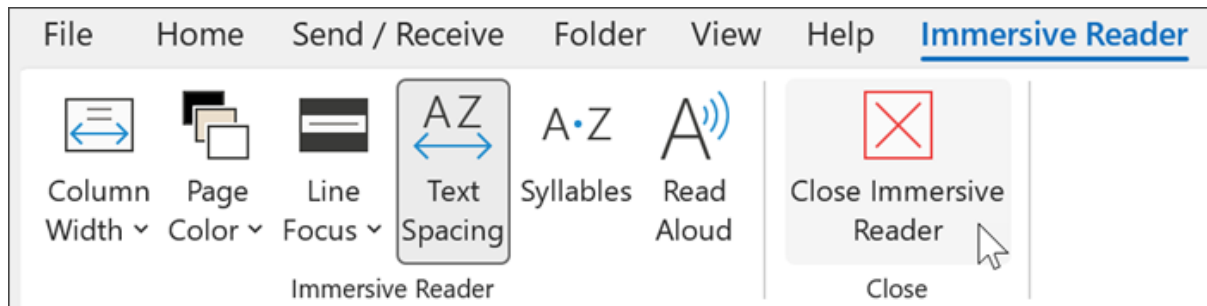 File Home Send / Receive Folder View Help Immersive Reader
A Z A·Z A
Column Page Line Text Syllables Read Close Immersive
Width Color Focus Spacing Aloud Reader
Immersive Reader Close